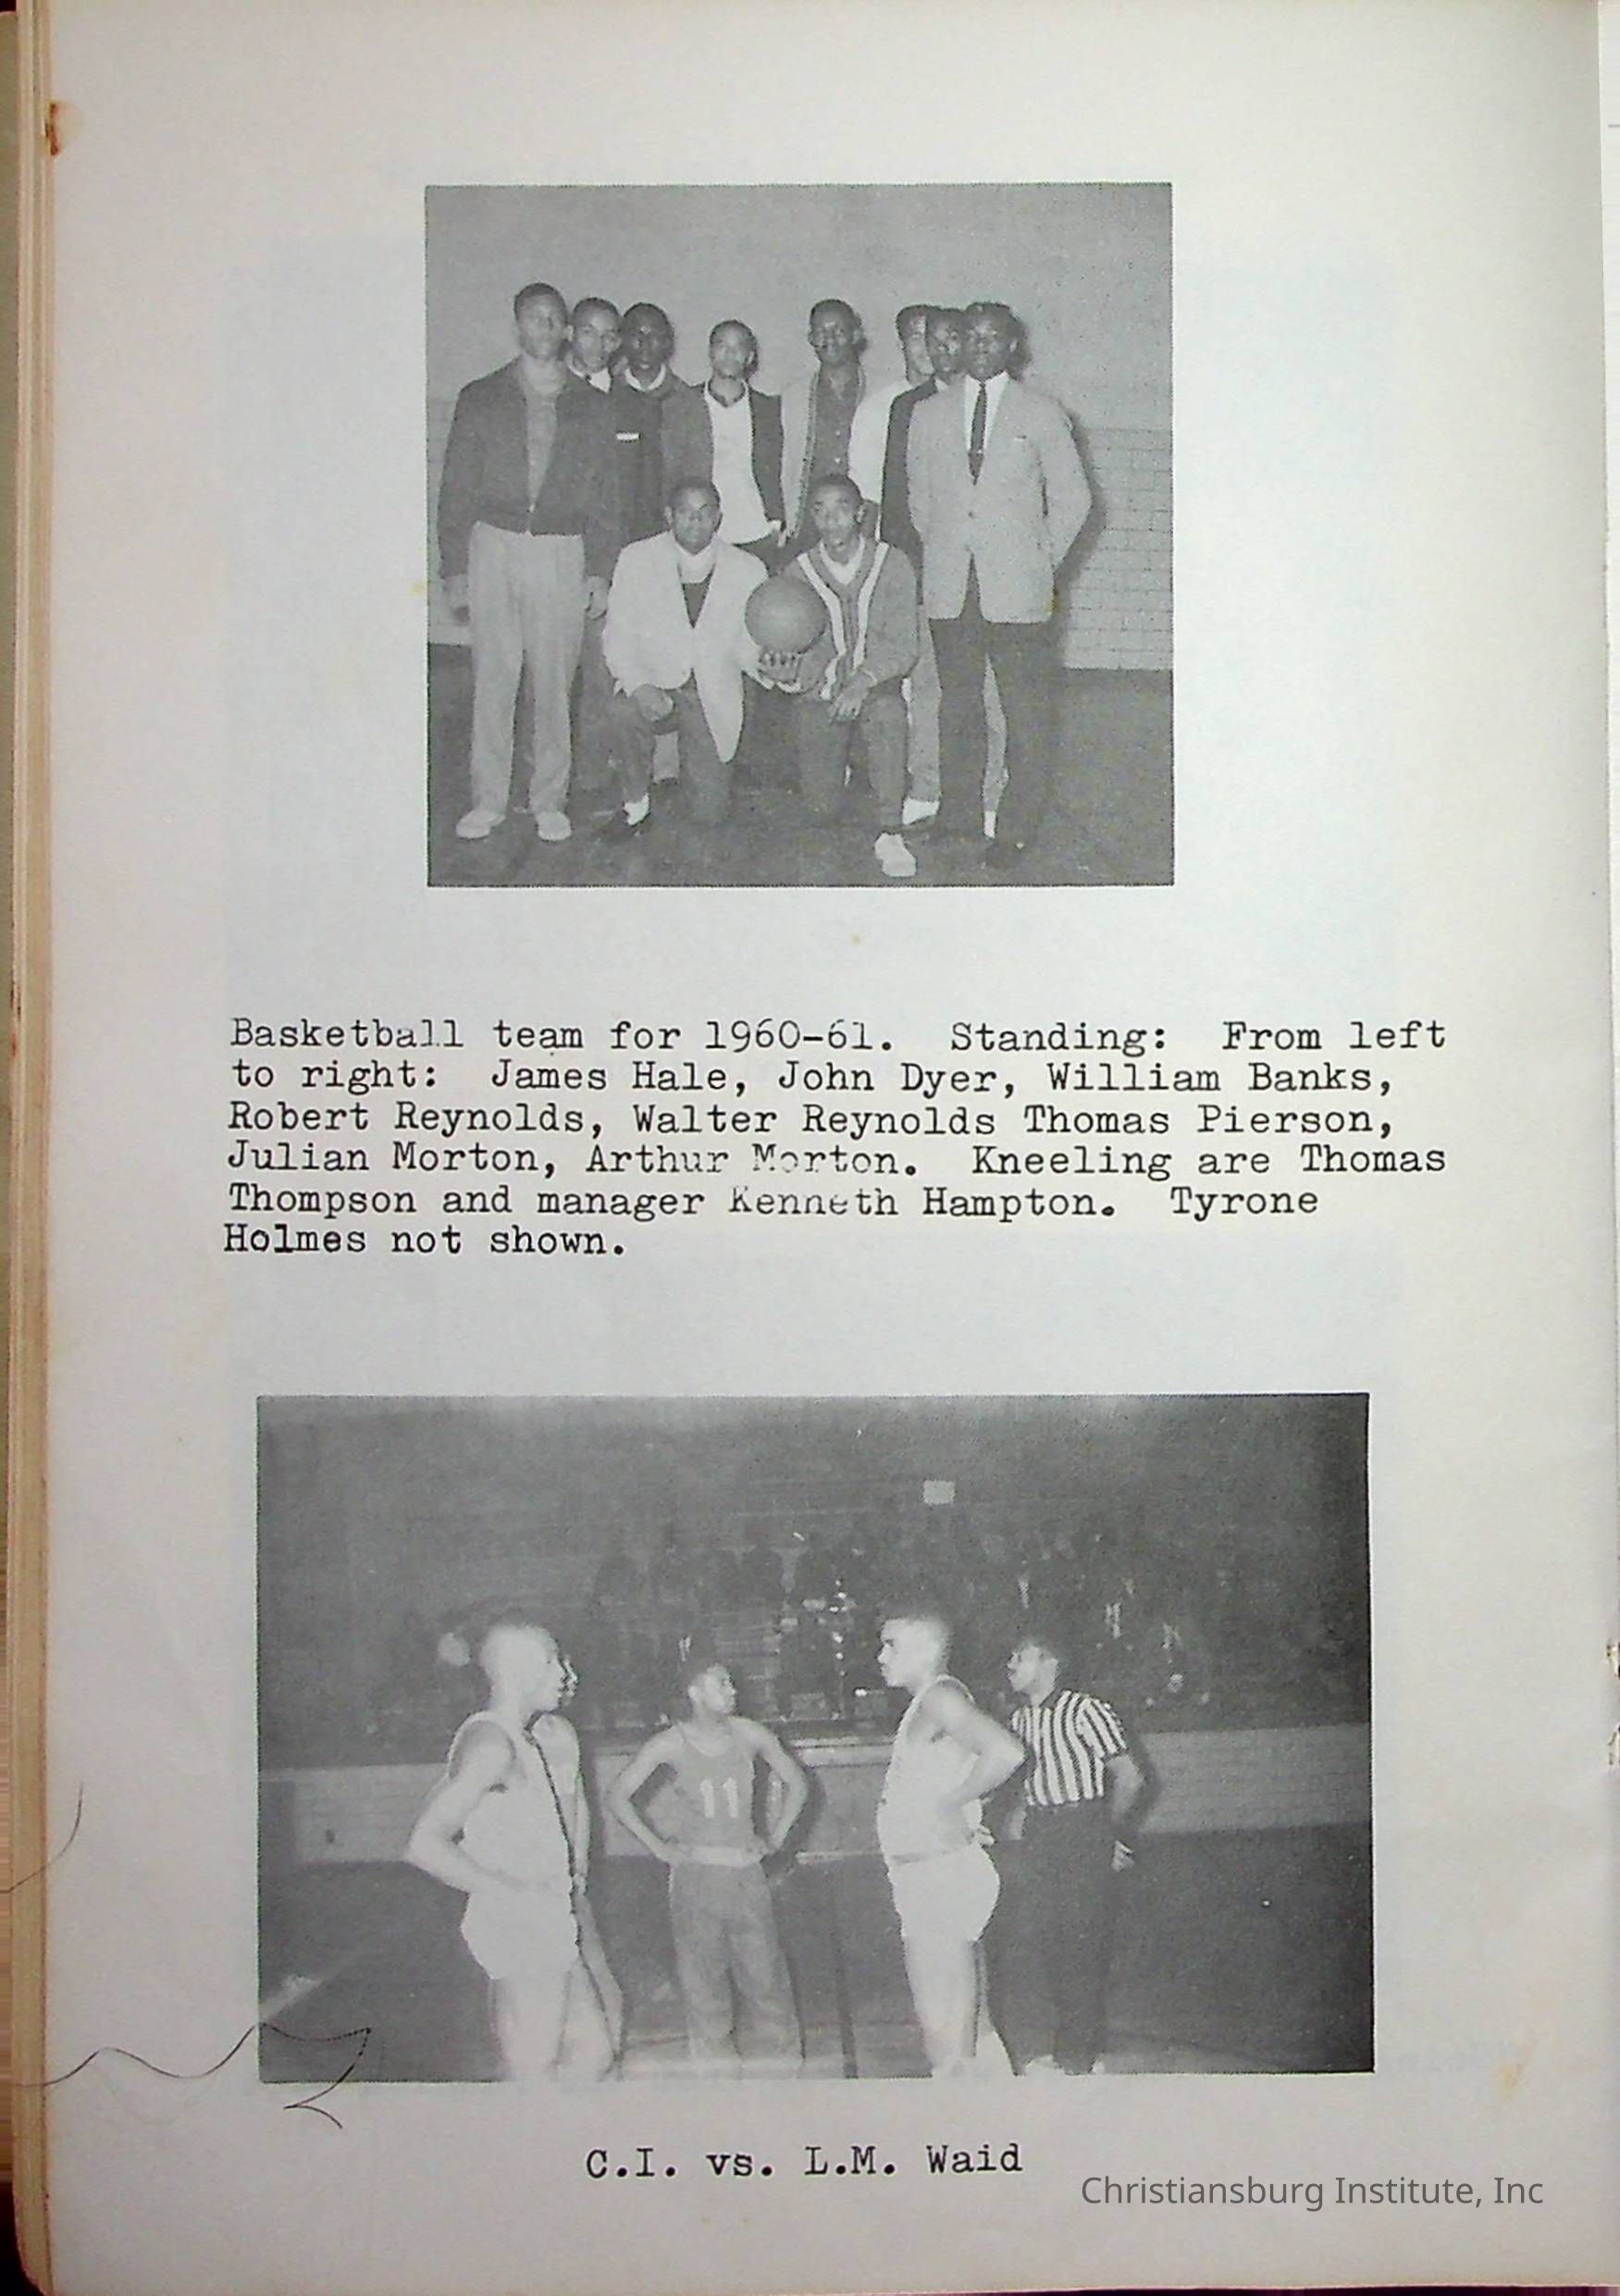 Basketball team for 1960-61. Standing: From left
to right: James Hale, John Dyer, William Banks,
Robert Reynolds, Walter Reynolds Thomas Pierson,
Julian Morton, Arthur Morton. Kneeling are Thomas
Thompson and manager Kenneth Hampton. Tyrone
Holmes not shown.
11
C.I. vs. L.M. Waid
Christiansburg Institute, Inc